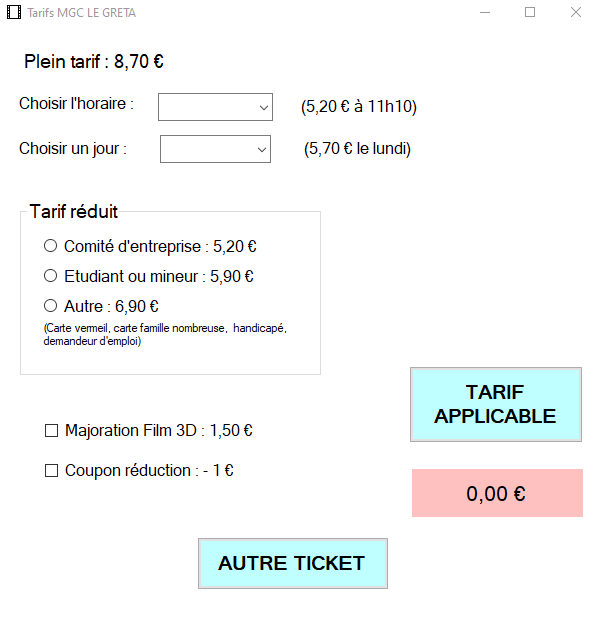 Tarifs MGC LE GRETA
Plein tarif : 8,70 €
Choisir l'horaire :
(5,20 € à 11h10)
Choisir un jour :
(5,70 € le lundi)
Tarif réduit
Comité d'entreprise : 5,20 €
Etudiant ou mineur : 5,90 €
Autre : 6,90 €
(Carte vermeil, carte famille nombreuse, handicapé,
demandeur d'emploi)
TARIF
APPLICABLE
Majoration Film 3D : 1,50 €
Coupon réduction : - 1 €
0,00 €
AUTRE TICKET